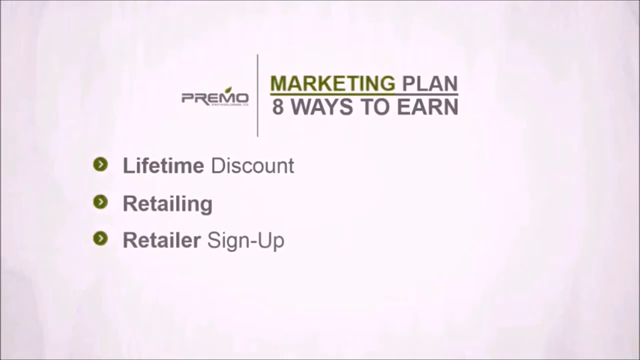 PREMO
MARKETING PLAN
8 WAYS TO EARN
Lifetime Discount
Retailing
Retailer Sign-Up